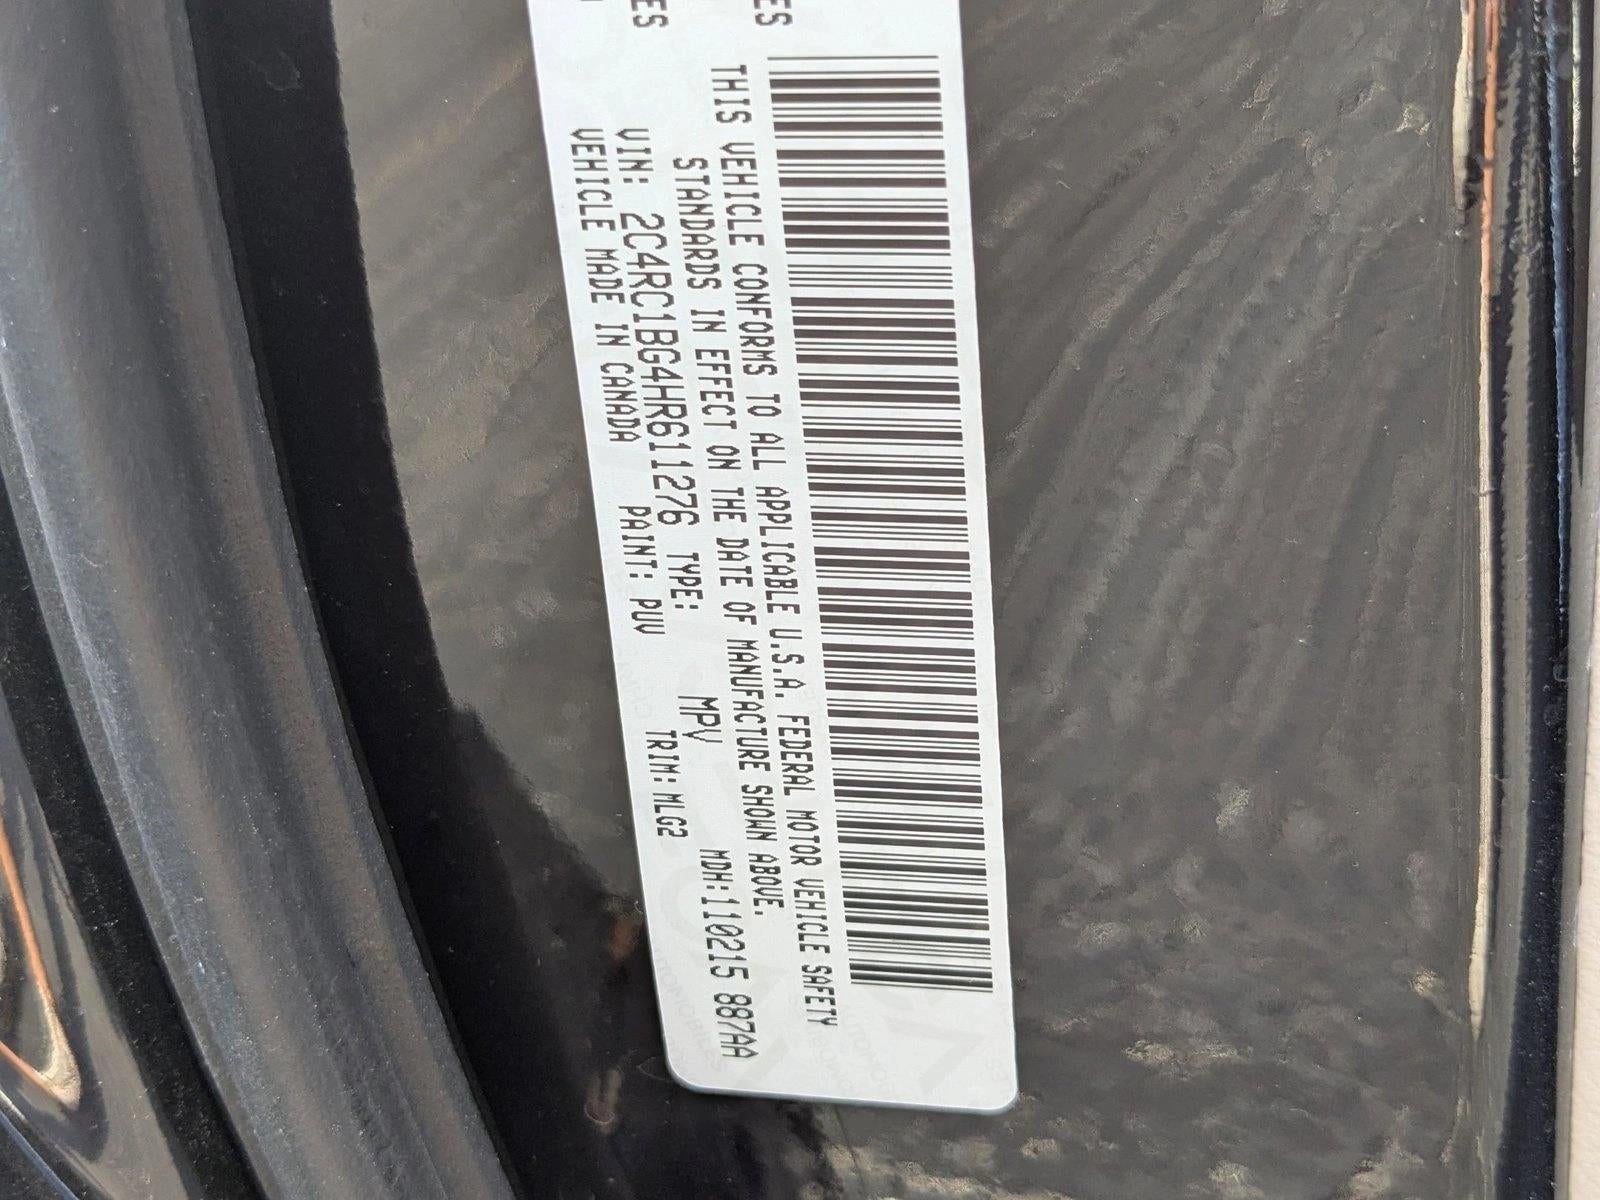 ES
THIS VEHICLE CONFORMS TO ALL APPLICABLE U.S.A. FEDERAL MOTOR VEHICLE SAFETY
STANDARDS IN EFFECT ON THE DATE OF MANUFACTURE SHOWN ABOVE.
VIN: 2C4RC1BG4HR611276 TYPE: MPV MDH:110215 887AA
VEHICLE MADE IN CANADA PAINT: PUV TRIM:MLG2